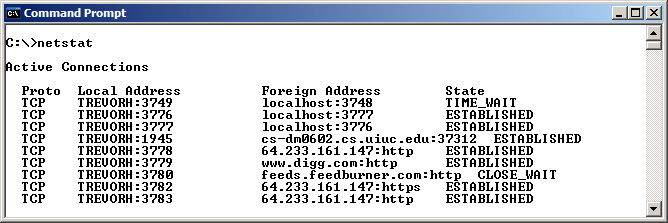 Command Prompt
C:\>netstat
Active Connections
Proto Local Address Foreign Address State
TCP TREVORH:3749 localhost:3748 TIME_WAIT
TCP TREVORH:3776 localhost:3777 ESTABLISHED
TCP TREVORH:3777 localhost:3776 ESTABLISHED
TCP TREVORH:1945 cs-dm0602.cs.uiuc.edu:37312 ESTABLISHED
TCP TREVORH:3778 64.233.161.147:http ESTABLISHED
TCP TREVORH:3779 www.digg.com:http ESTABLISHED
TCP TREVORH:3780 feeds.feedburner.com:http CLOSE_WAIT
TCP TREVORH:3782 64.233.161.147:https ESTABLISHED
TCP TREVORH:3783 64.233.161.147:http ESTABLISHED